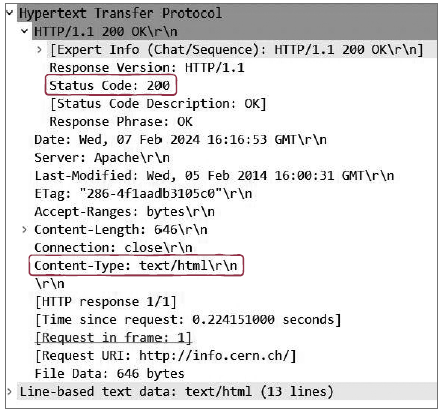 Hypertext Transfer Protocol
HTTP/1.1 200 OK\r\n
[Expert Info (Chat/Sequence): HTTP/1.1 200 OK\r\n]
Response Version: HTTP/1.1
Status Code: 200
[Status Code Description: OK]
Response Phrase: OK
Date: Wed, 07 Feb 2024 16:16:53 GMT\r\n
Server: Apache\r\n
Last-Modified: Wed, 05 Feb 2014 16:00:31 GMT\r\n
ETag: "286-4f1aadb3105c0"\r\n
Accept-Ranges: bytes\r\n
Content-Length: 646\r\n
Connection: close\r\n
Content-Type: text/html\r\n
\r\n
[HTTP response 1/1]
[Time since request: 0.224151000 seconds]
[Request in frame: 1]
[Request URI: http://info.cern.ch/]
File Data: 646 bytes
Line-based text data: text/html (13 lines)